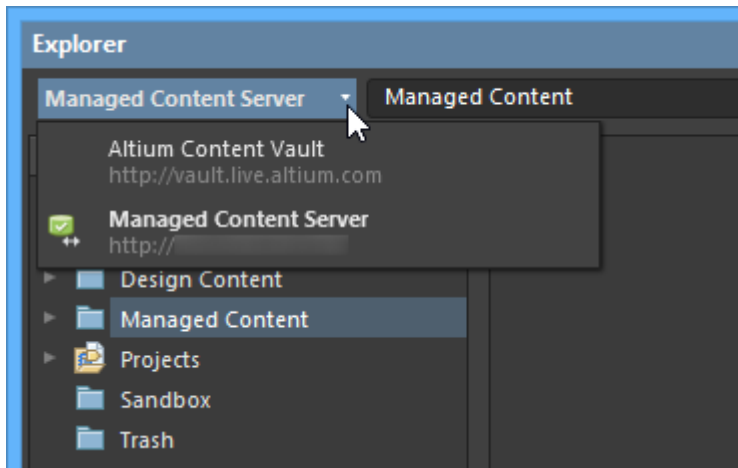 Explorer
Managed Content Server
Managed Content
Altium Content Vault
http://vault.live.altium.com
Managed Content Server
http://
Design Content
Managed Content
Projects
Sandbox
Trash